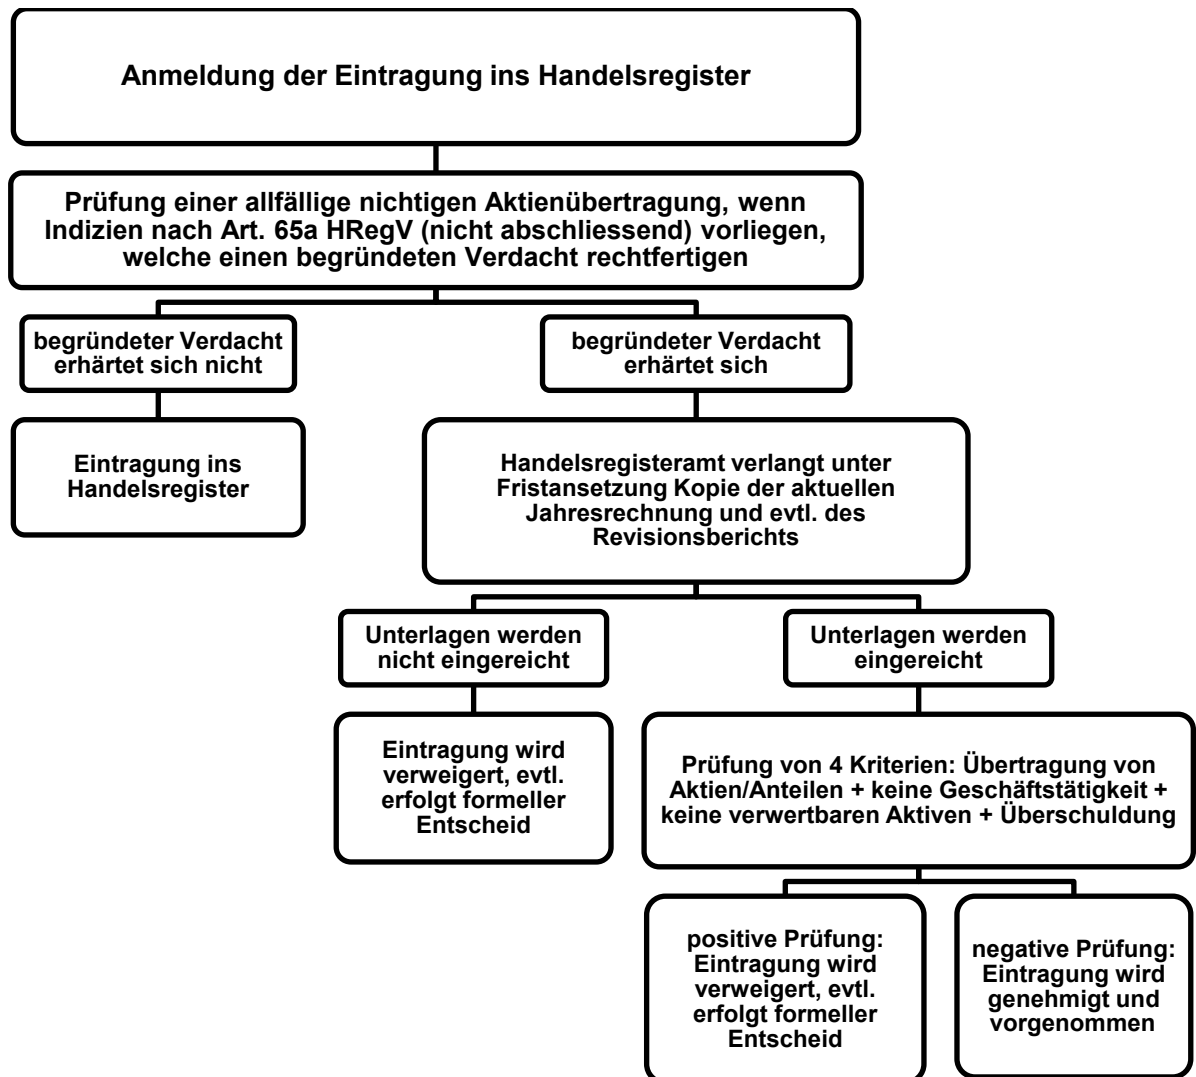 Anmeldung der Eintragung ins Handelsregister
Prüfung einer allfällige nichtigen Aktienübertragung, wenn
Indizien nach Art. 65a HRegV (nicht abschliessend) vorliegen,
welche einen begründeten Verdacht rechtfertigen
begründeter Verdacht
erhärtet sich nicht
begründeter Verdacht
erhärtet sich
Eintragung ins
Handelsregister
Handelsregisteramt verlangt unter
Fristansetzung Kopie der aktuellen
Jahresrechnung und evtl. des
Revisionsberichts
Unterlagen werden
nicht eingereicht
Unterlagen werden
eingereicht
Eintragung wird
verweigert, evtl.
erfolgt formeller
Entscheid
Prüfung von 4 Kriterien: Übertragung von
Aktien/Anteilen + keine Geschäftstätigkeit +
keine verwertbaren Aktiven + Überschuldung
positive Prüfung:
Eintragung wird
verweigert, evtl.
erfolgt formeller
Entscheid
negative Prüfung:
Eintragung wird
genehmigt und
vorgenommen